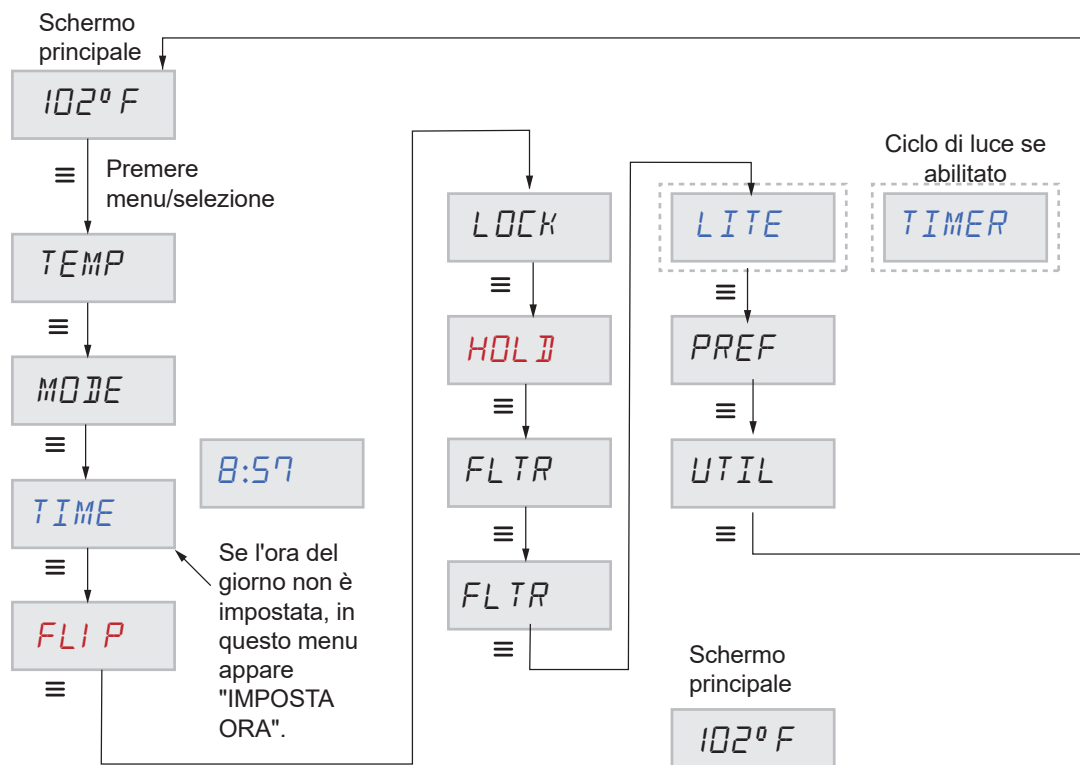 Schermo
principale
102º F
Premere
menu/selezione
TEMP
MODE
TIME
8:57
Se l'ora del
giorno non è
impostata, in
questo menu
appare
"IMPOSTA
ORA".
FLIP
LOCK
HOLD
FLTR
FLTR
LITE
Ciclo di luce se
abilitato
TIMER
PREF
UTIL
Schermo
principale
102º F